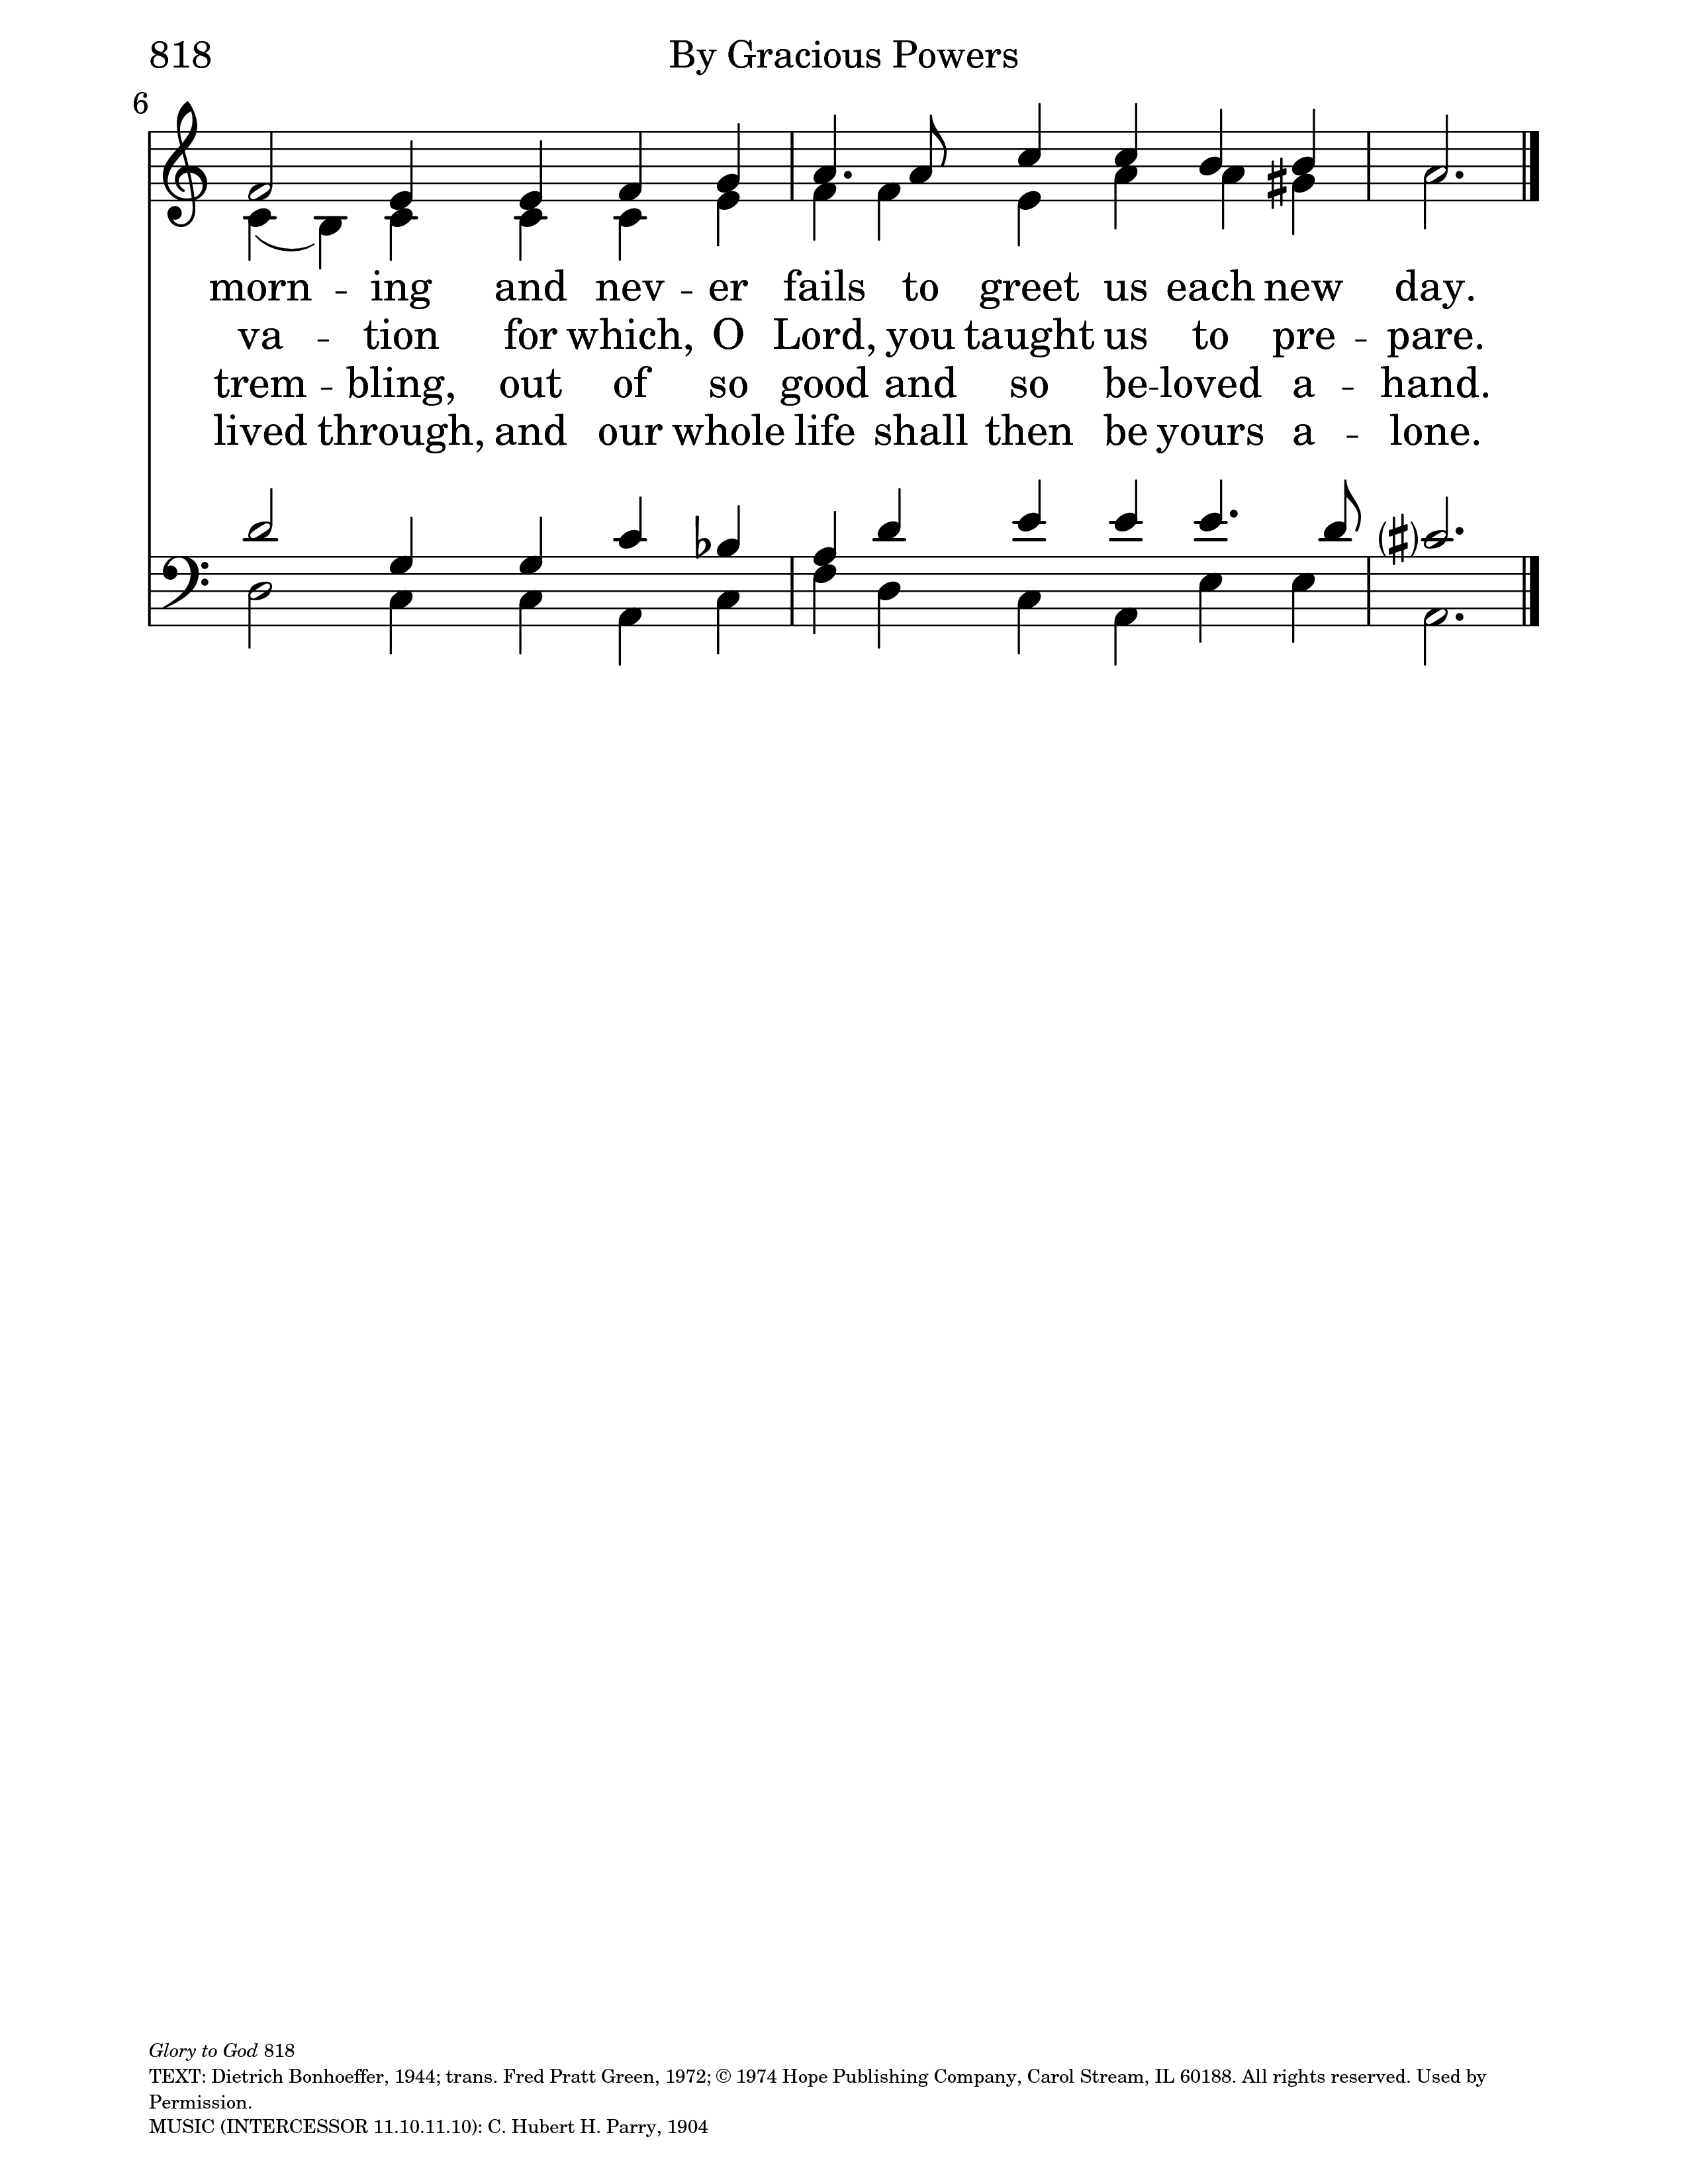 818 By Gracious Powers
6
morn - ing and nev - er fails to greet us each new day.
va - tion for which, O Lord, you taught us to pre - pare.
trem - bling, out of so good and so be - loved a - hand.
lived through, and our whole life shall then be yours a - lone.
Glory to God 818
TEXT: Dietrich Bonhoeffer, 1944; trans. Fred Pratt Green, 1972; © 1974 Hope Publishing Company, Carol Stream, IL 60188. All rights reserved. Used by
Permission.
MUSIC (INTERCESSOR 11.10.11.10): C. Hubert H. Parry, 1904